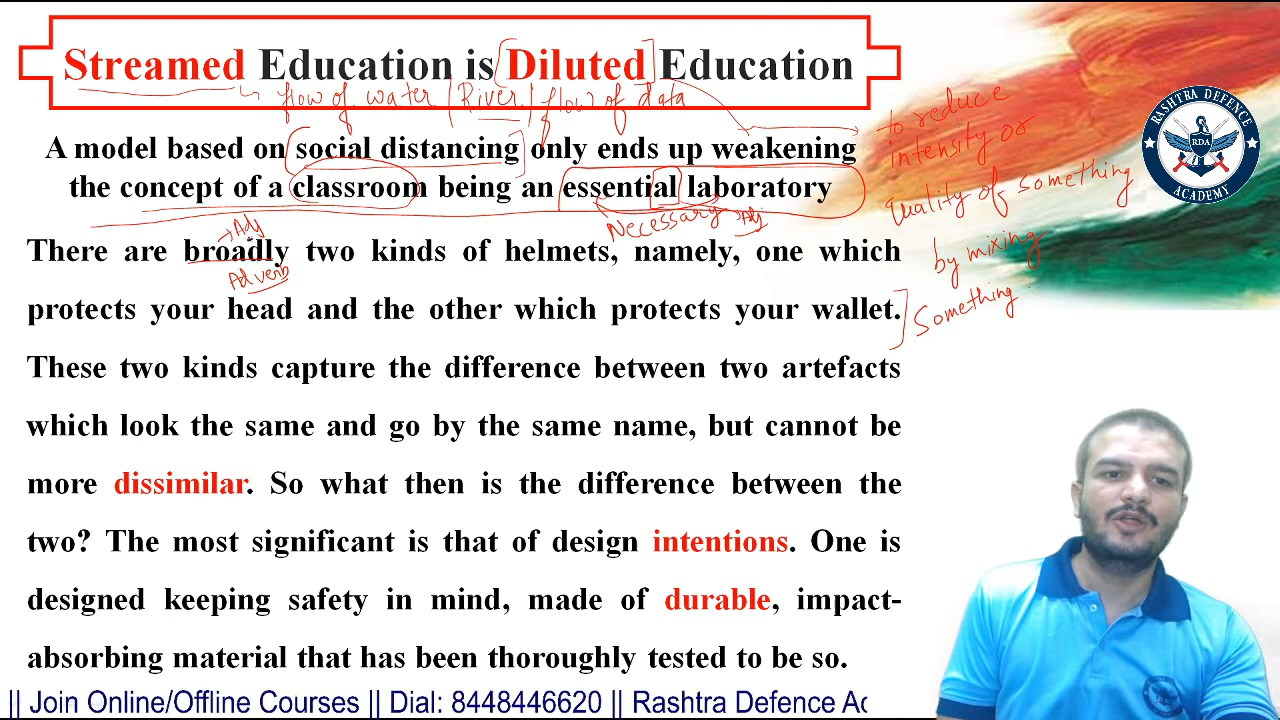 Streamed Education is Diluted Education
flow of water / River / flow of data
A model based on social distancing only ends up weakening
the concept of a classroom being an essential laboratory
Necessary → Adj
→ Adj
There are broadly two kinds of helmets, namely, one which
Adverb
protects your head and the other which protects your wallet.
These two kinds capture the difference between two artefacts
which look the same and go by the same name, but cannot be
more dissimilar. So what then is the difference between the
two? The most significant is that of design intentions. One is
designed keeping safety in mind, made of durable, impact-
absorbing material that has been thoroughly tested to be so.
to reduce
intensity or
quality of something
by mixing
something.
RASHTRA DEFENCE
RDA
ACADEMY
|| Join Online/Offline Courses || Dial: 8448446620 || Rashtra Defence Ac